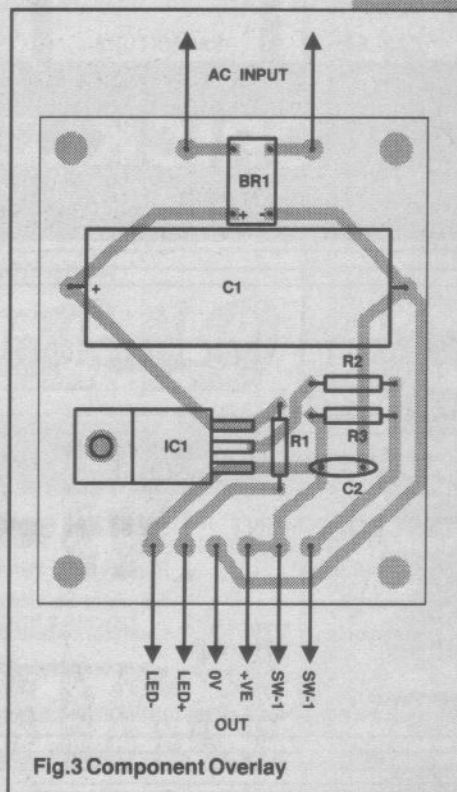 AC INPUT
BR1
+ -
+
C1
R2
R3
R1
IC1
C2
LED-
LED+
0V
+VE
SW-1
SW-1
OUT
Fig.3 Component Overlay